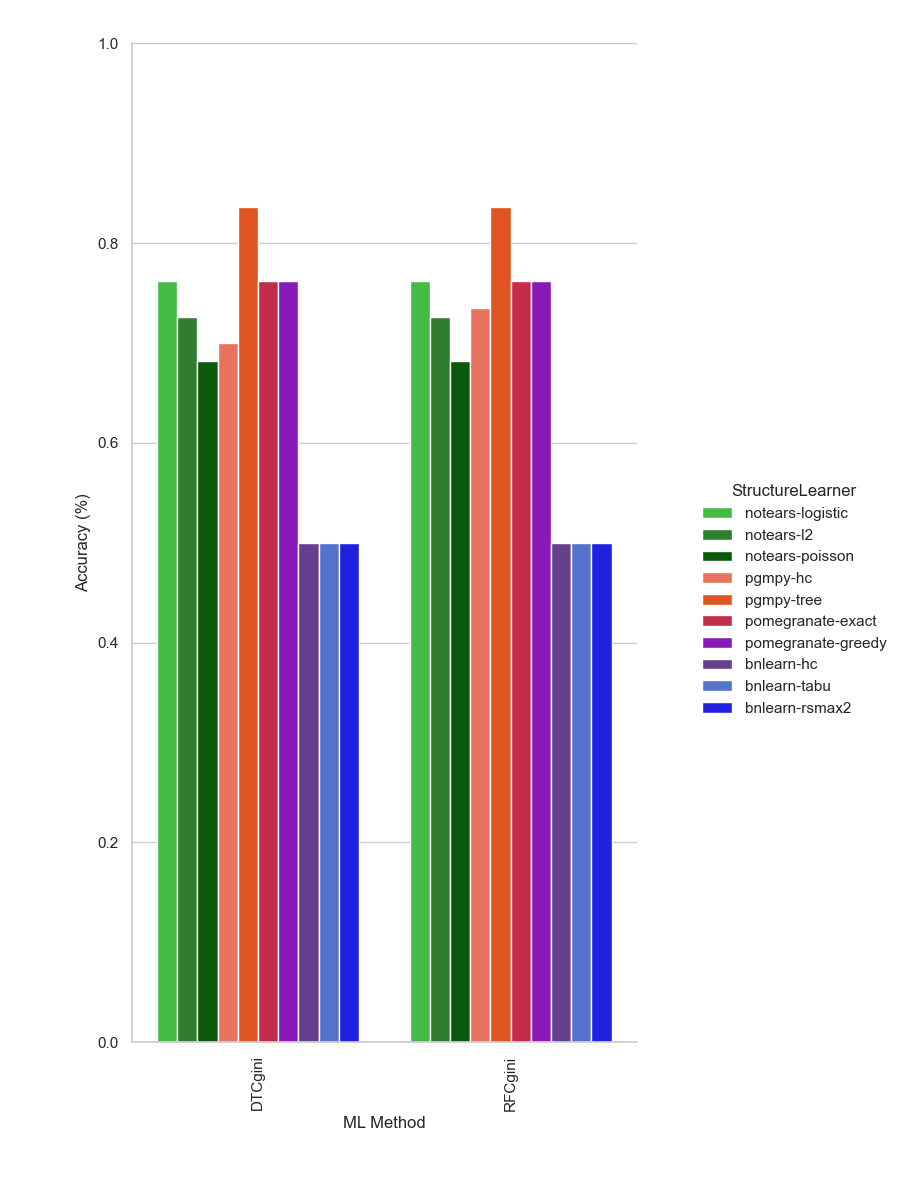 1.0
0.8
0.6
0.4
0.2
0.0
Accuracy (%)
DTCgini
RFCgini
ML Method
StructureLearner
notears-logistic
notears-l2
notears-poisson
pgmpy-hc
pgmpy-tree
pomegranate-exact
pomegranate-greedy
bnlearn-hc
bnlearn-tabu
bnlearn-rsmax2